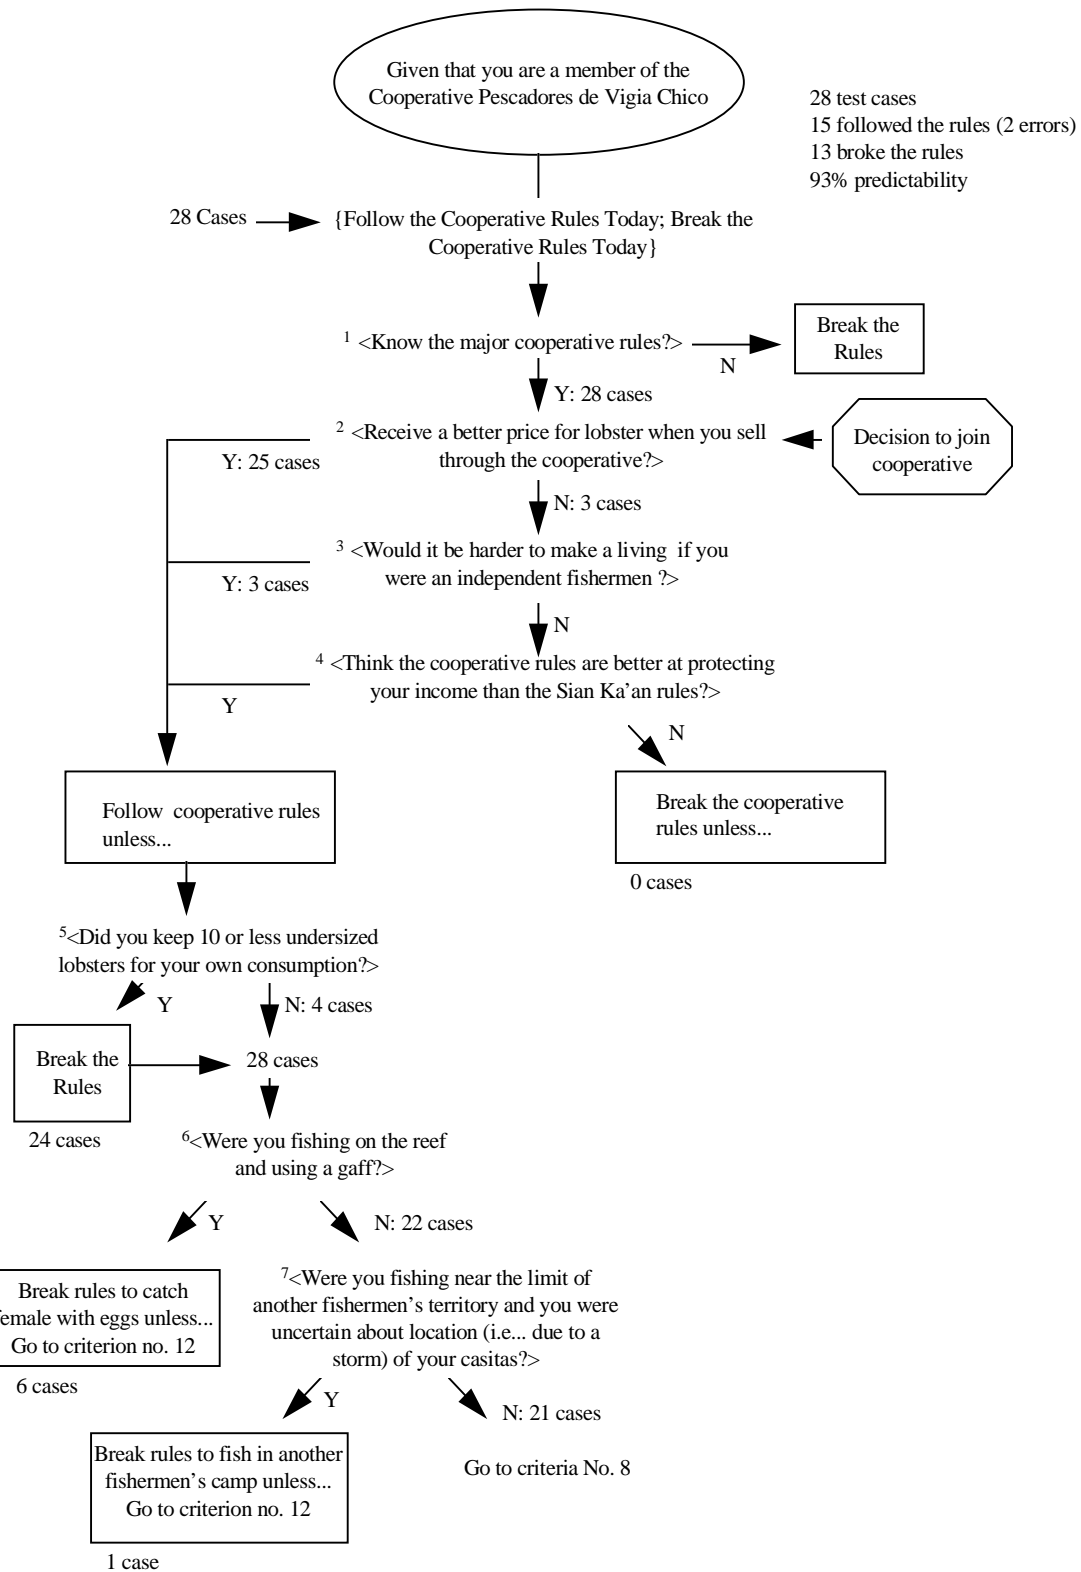 Given that you are a member of the
Cooperative Pescadores de Vigia Chico
28 test cases
15 followed the rules (2 errors)
13 broke the rules
93% predictability
28 Cases
{Follow the Cooperative Rules Today; Break the
Cooperative Rules Today}
1 <Know the major cooperative rules?>
N
Break the
Rules
Y: 28 cases
2 <Receive a better price for lobster when you sell
through the cooperative?>
Decision to join
cooperative
Y: 25 cases
N: 3 cases
3 <Would it be harder to make a living if you
were an independent fishermen ?>
Y: 3 cases
N
4 <Think the cooperative rules are better at protecting
your income than the Sian Ka'an rules?>
Y
N
Follow cooperative rules
unless...
Break the cooperative
rules unless...
0 cases
5<Did you keep 10 or less undersized
lobsters for your own consumption?>
Y
N: 4 cases
Break the
Rules
28 cases
24 cases
6<Were you fishing on the reef
and using a gaff?>
Y
N: 22 cases
Break rules to catch
female with eggs unless...
Go to criterion no. 12
6 cases
7<Were you fishing near the limit of
another fishermen's territory and you were
uncertain about location (i.e... due to a
storm) of your casitas?>
Y
N: 21 cases
Break rules to fish in another
fishermen's camp unless...
Go to criterion no. 12
Go to criteria No. 8
1 case